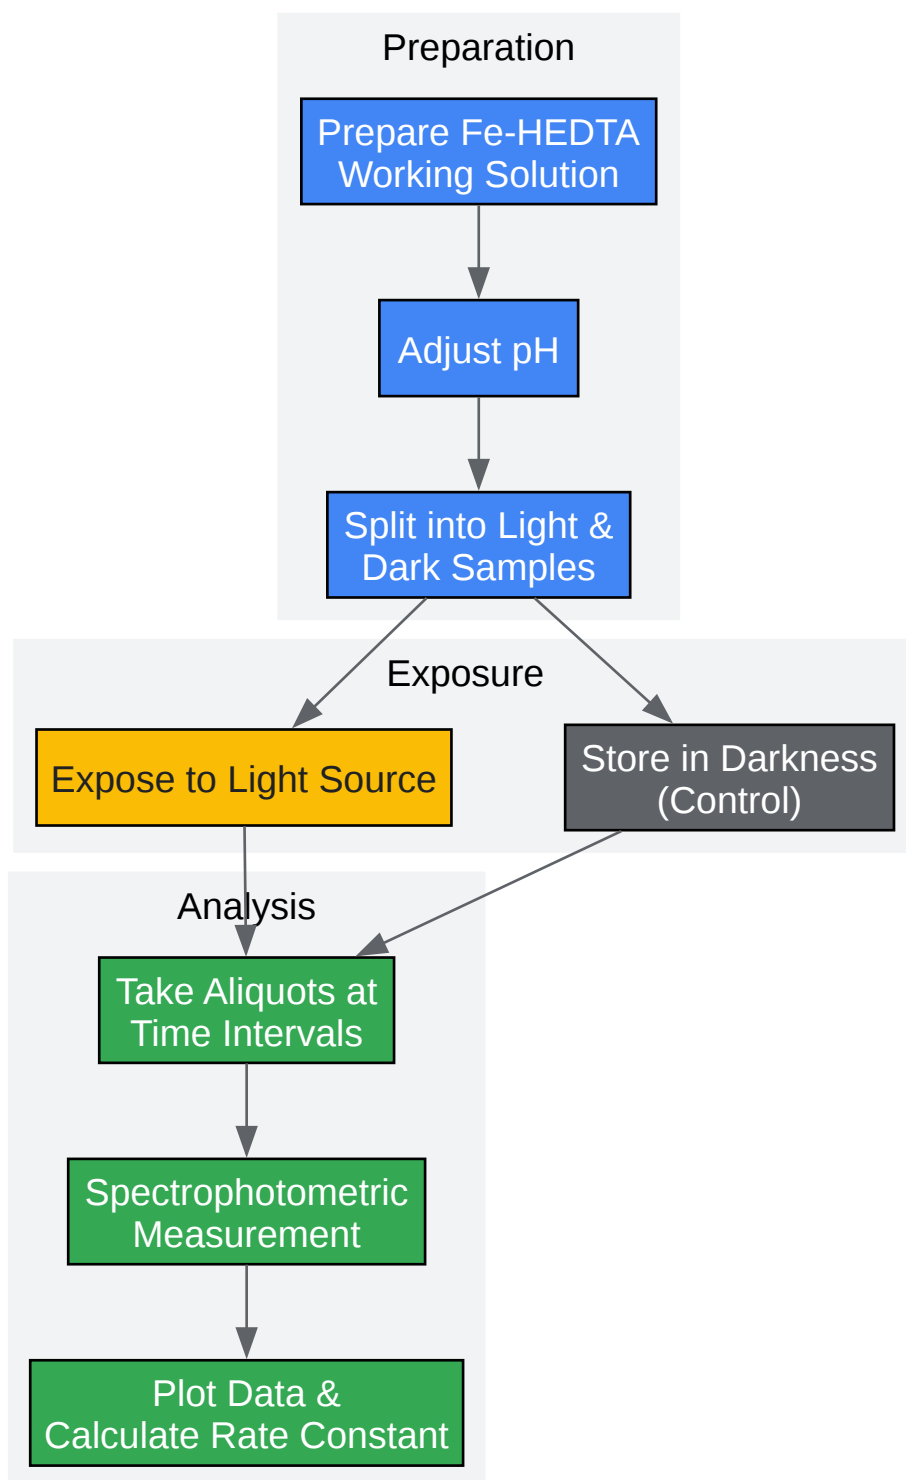 Preparation
Prepare Fe-HEDTA
Working Solution
Adjust pH
Split into Light &
Dark Samples
Exposure
Expose to Light Source
Store in Darkness
(Control)
Analysis
Take Aliquots at
Time Intervals
Spectrophotometric
Measurement
Plot Data &
Calculate Rate Constant